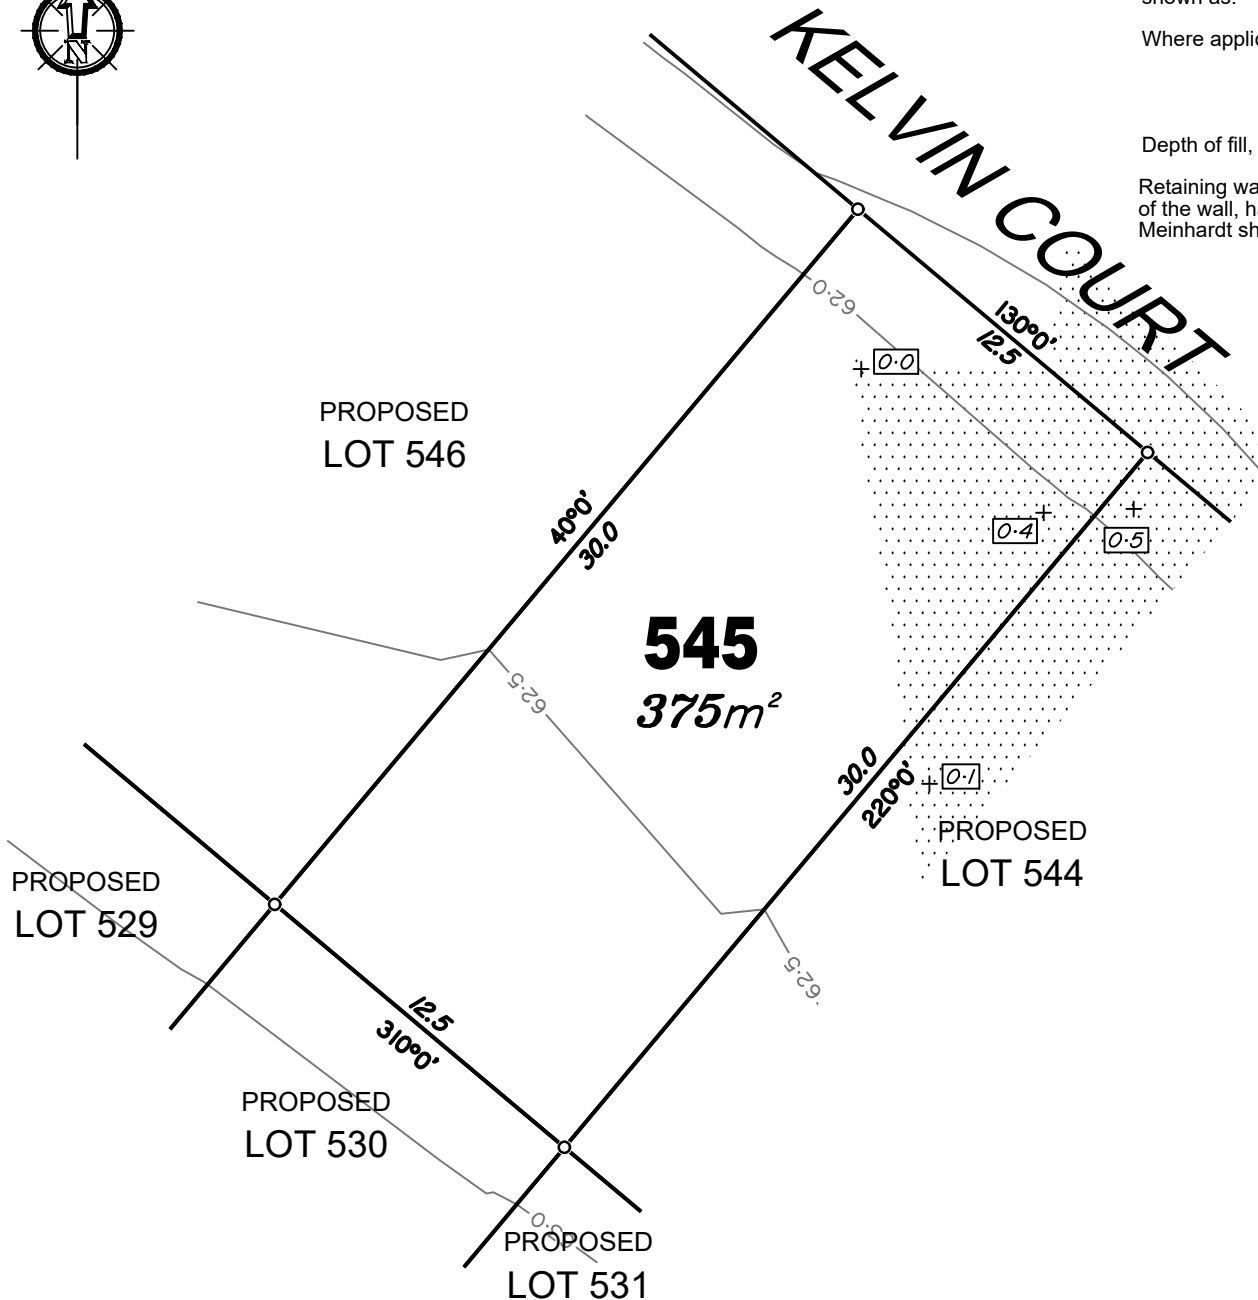 N
shown as.
Where applic
Depth of fill,
Retaining wa
of the wall, h
Meinhardt sh
KELVIN COURT
62·0
130°0'
12.5
0·0
PROPOSED
LOT 546
40°0'
30.0
0·4
0·5
545
375m²
62·5
30.0
220°0'
0·1
PROPOSED
LOT 544
PROPOSED
LOT 529
62·5
12.5
310°0'
PROPOSED
LOT 530
PROPOSED
LOT 531